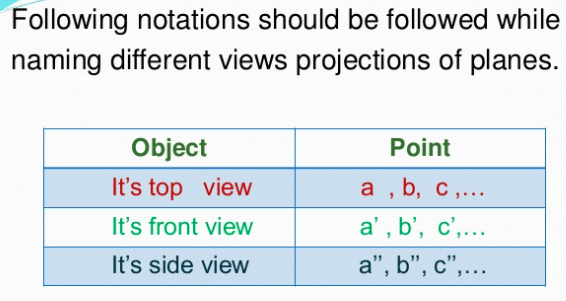 Following notations should be followed while
naming different views projections of planes.
Object Point
It's top view a , b, c ,...
It's front view a' , b', c',...
It's side view a”, b”, c”,...